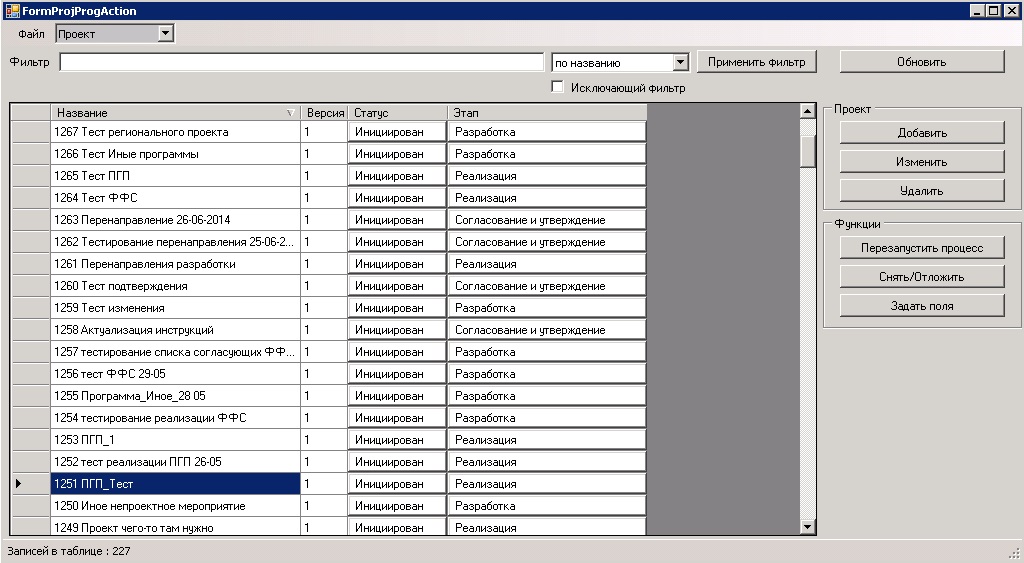 FormProjProgAction
Файл Проект
Фильтр по названию Применить фильтр Обновить
Исключающий фильтр
Название Версия Статус Этап
1267 Тест регионального проекта 1 Инициирован Разработка
1266 Тест Иные программы 1 Инициирован Разработка
1265 Тест ПГП 1 Инициирован Реализация
1264 Тест ФФС 1 Инициирован Реализация
1263 Перенаправление 26-06-2014 1 Инициирован Согласование и утверждение
1262 Тестирование перенаправления 25-06-2... 1 Инициирован Согласование и утверждение
1261 Перенаправления разработки 1 Инициирован Реализация
1260 Тест подтверждения 1 Инициирован Согласование и утверждение
1259 Тест изменения 1 Инициирован Реализация
1258 Актуализация инструкций 1 Инициирован Согласование и утверждение
1257 тестирование списка согласующих ФФ... 1 Инициирован Разработка
1256 тест ФФС 29-05 1 Инициирован Разработка
1255 Программа_Иное_28 05 1 Инициирован Разработка
1254 тестирование реализации ФФС 1 Инициирован Разработка
1253 ПГП_1 1 Инициирован Реализация
1252 тест реализации ПГП 26-05 1 Инициирован Реализация
1251 ПГП_Тест 1 Инициирован Реализация
1250 Иное непроектное мероприятие 1 Инициирован Разработка
1249 Проект чего-то там нужно 1 Инициирован Реализация
Проект
Добавить
Изменить
Удалить
Функции
Перезапустить процесс
Снять/Отложить
Задать поля
Записей в таблице : 227